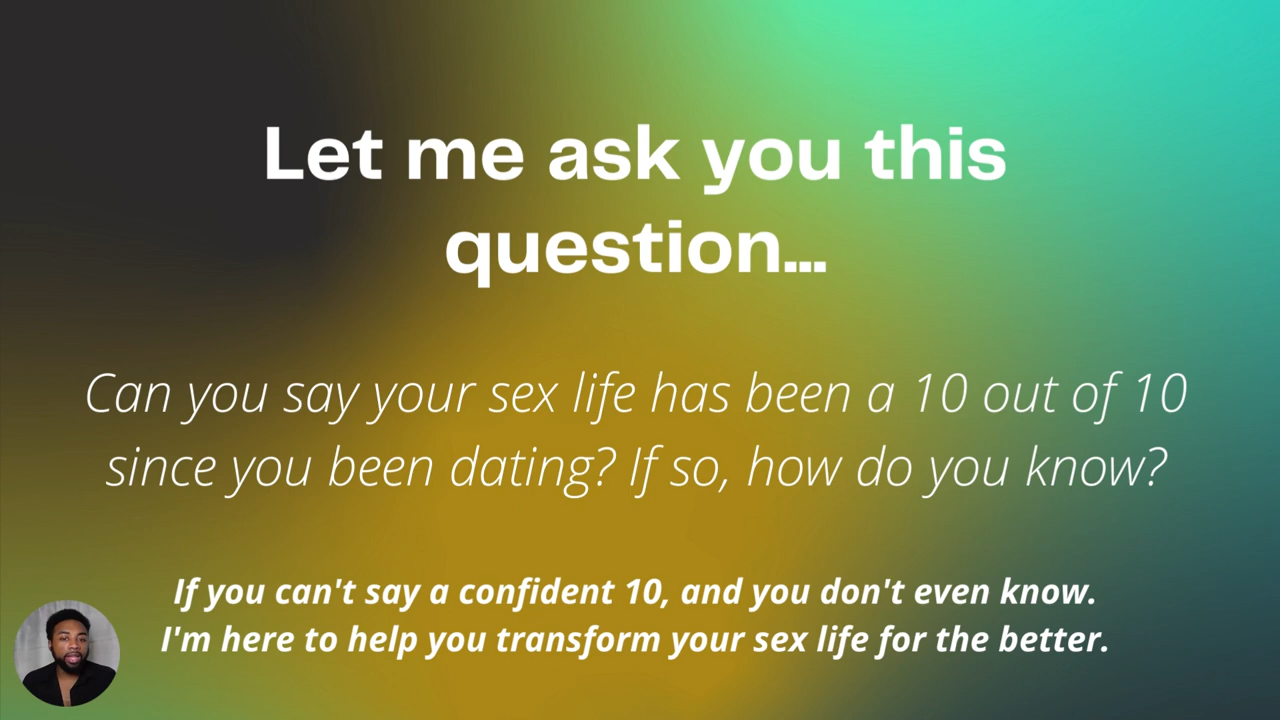 Let me ask you this
question...
Can you say your sex life has been a 10 out of 10
since you been dating? If so, how do you know?
If you can't say a confident 10, and you don't even know.
I'm here to help you transform your sex life for the better.